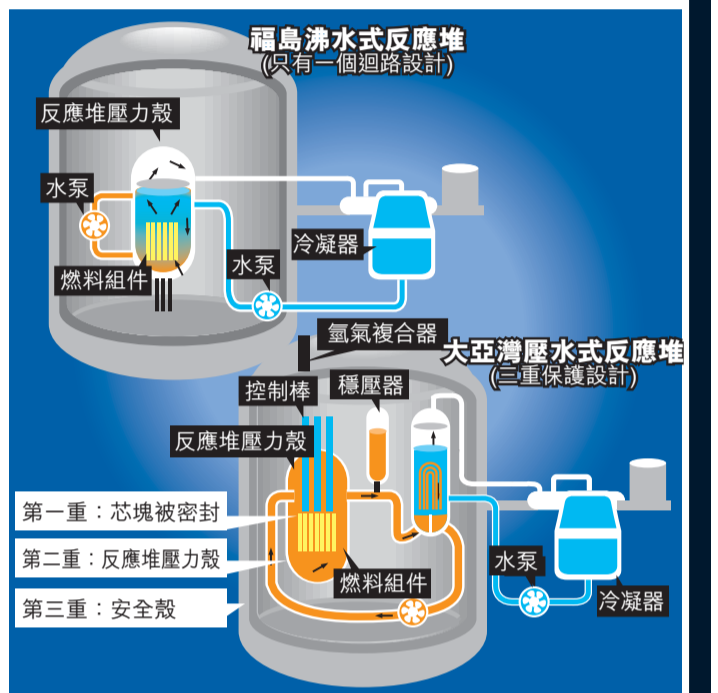 福島沸水式反應堆
(只有一個迴路設計)
反應堆壓力殼
水泵
燃料組件
水泵
冷凝器
氫氣複合器
大亞灣壓水式反應堆
(三重保護設計)
控制棒
穩壓器
反應堆壓力殼
第一重：芯塊被密封
第二重：反應堆壓力殼
第三重：安全殼
燃料組件
水泵
冷凝器